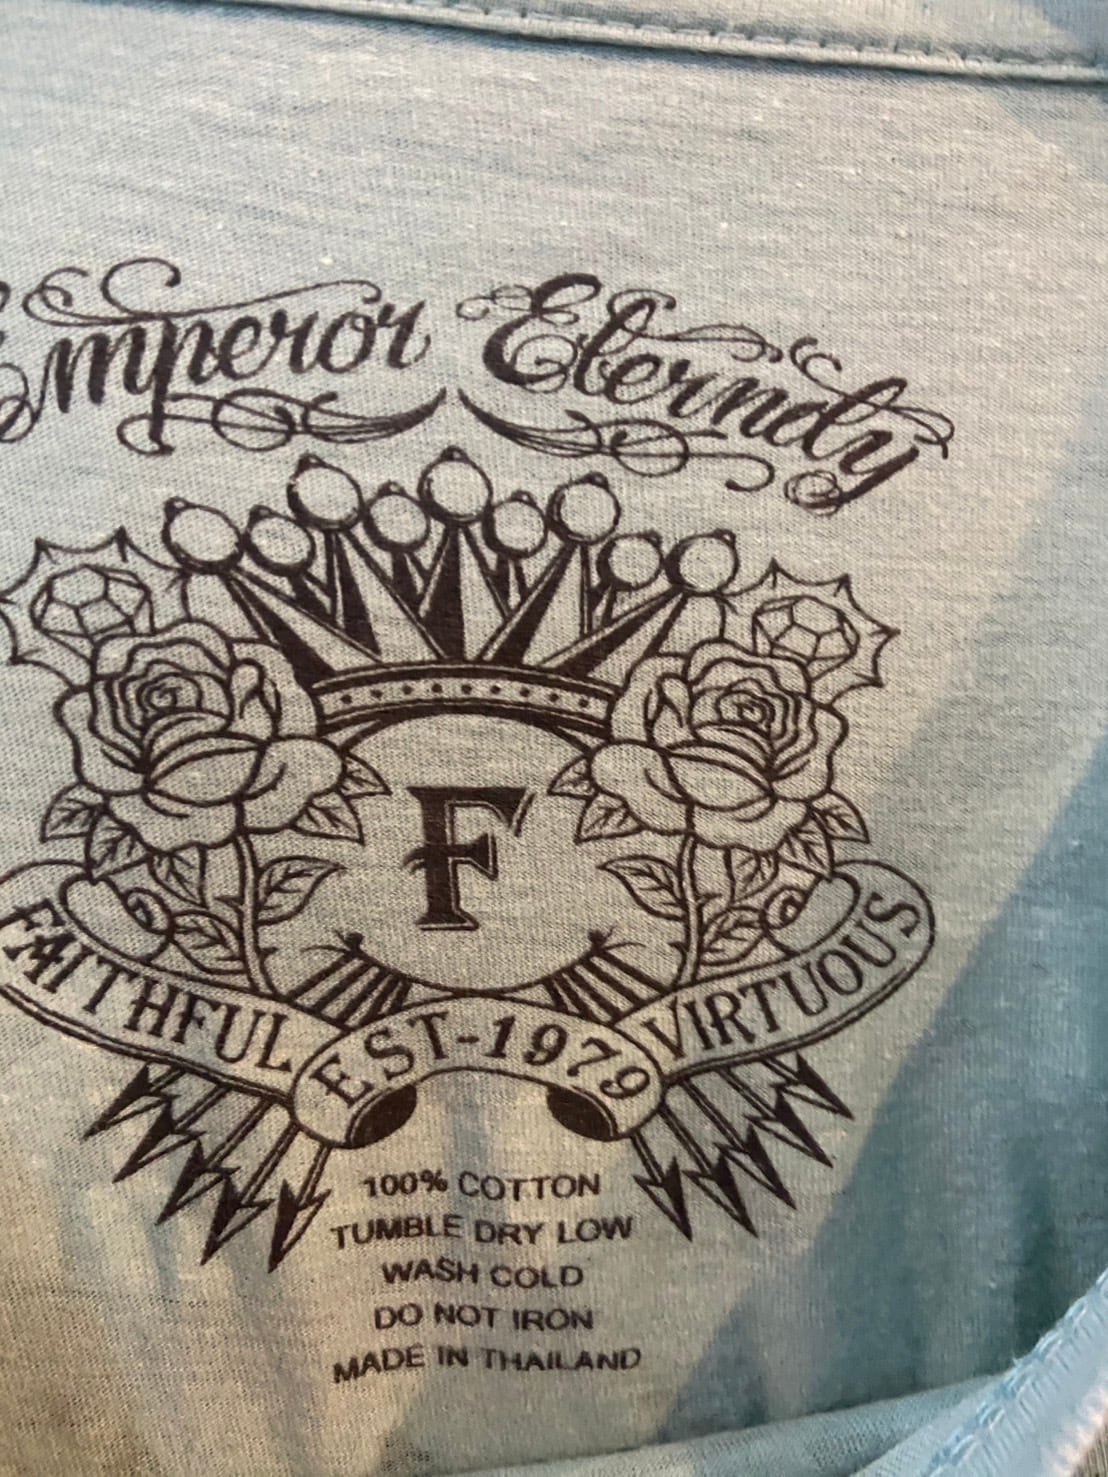 Emperor Eternity
F
FAITHFUL EST-1979 VIRTUOUS
100% COTTON
TUMBLE DRY LOW
WASH COLD
DO NOT IRON
MADE IN THAILAND